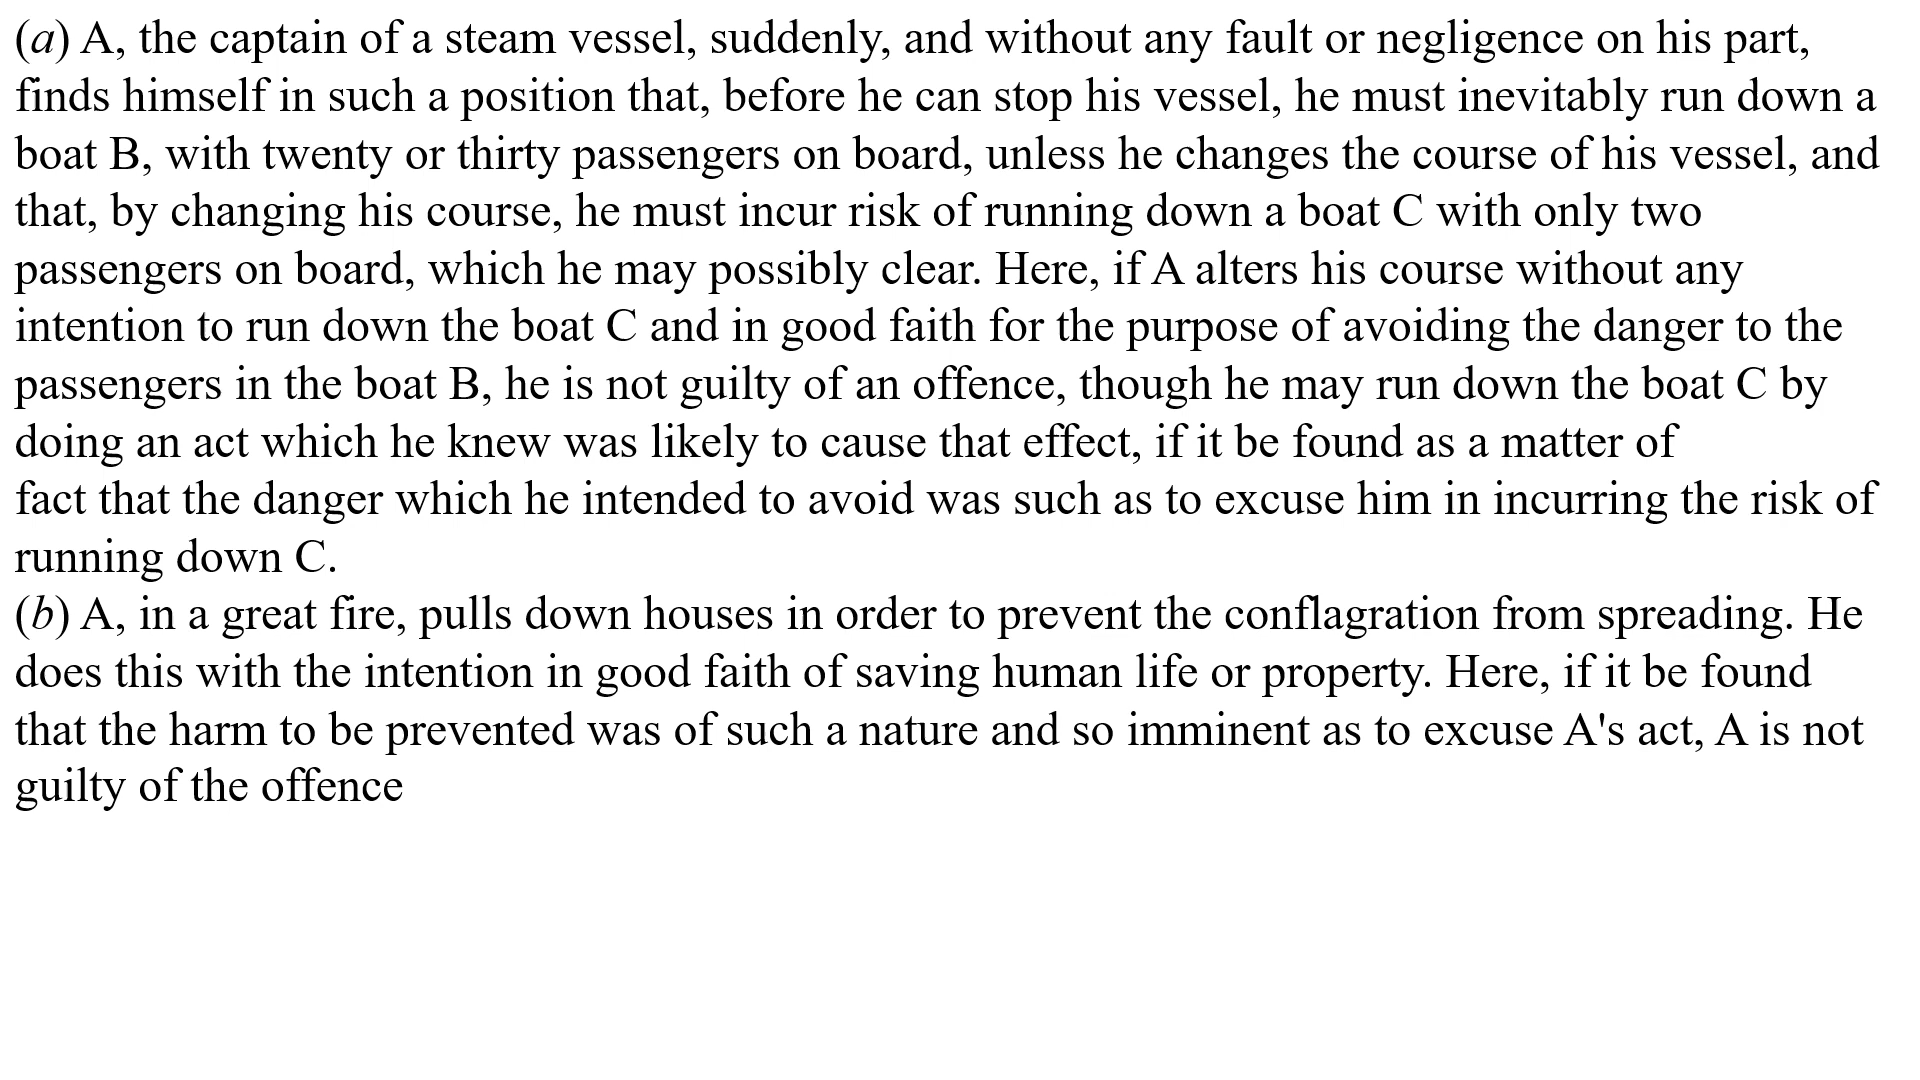 (a) A, the captain of a steam vessel, suddenly, and without any fault or negligence on his part,
finds himself in such a position that, before he can stop his vessel, he must inevitably run down a
boat B, with twenty or thirty passengers on board, unless he changes the course of his vessel, and
that, by changing his course, he must incur risk of running down a boat C with only two
passengers on board, which he may possibly clear. Here, if A alters his course without any
intention to run down the boat C and in good faith for the purpose of avoiding the danger to the
passengers in the boat B, he is not guilty of an offence, though he may run down the boat C by
doing an act which he knew was likely to cause that effect, if it be found as a matter of
fact that the danger which he intended to avoid was such as to excuse him in incurring the risk of
running down C.
(b) A, in a great fire, pulls down houses in order to prevent the conflagration from spreading. He
does this with the intention in good faith of saving human life or property. Here, if it be found
that the harm to be prevented was of such a nature and so imminent as to excuse A's act, A is not
guilty of the offence